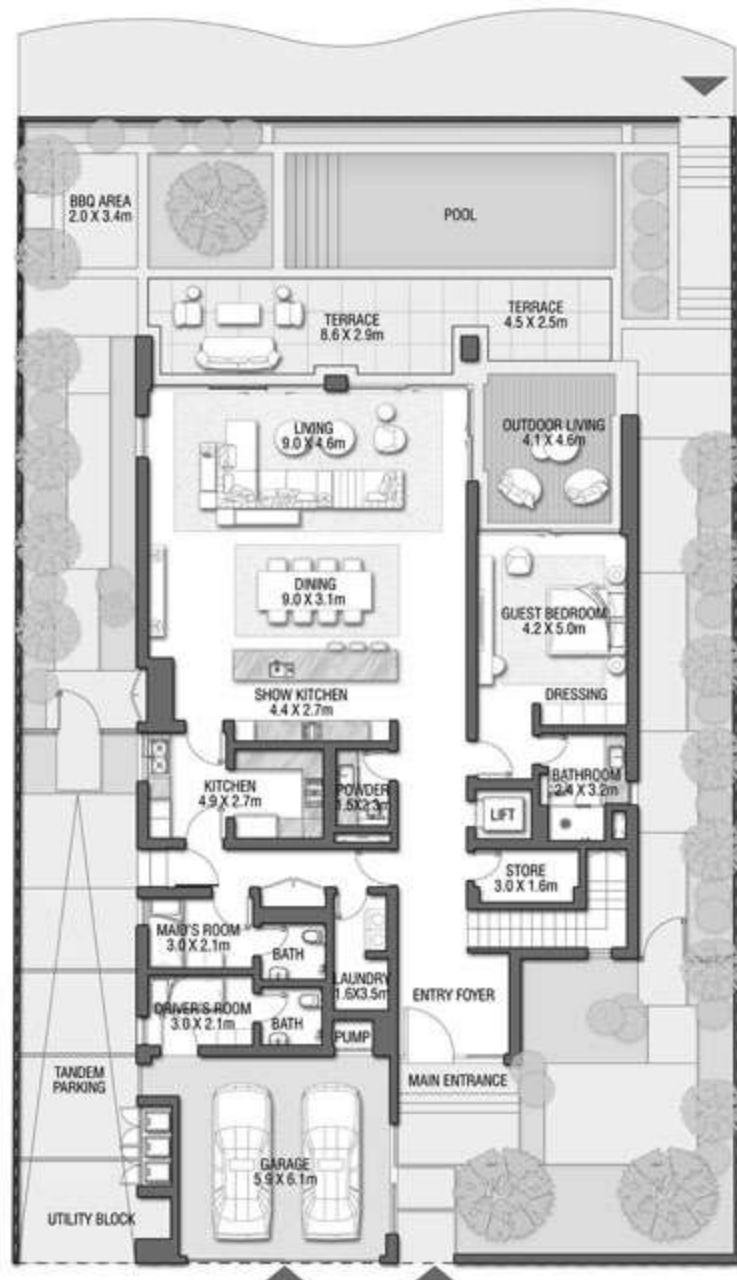 BBQ AREA
2.0 X 3.4m
POOL
TERRACE
8.6 X 2.9m
TERRACE
4.5 X 2.5m
LIVING
9.0 X 4.6m
OUTDOOR LIVING
4.1 X 4.6m
DINING
9.0 X 3.1m
GUEST BEDROOM
4.2 X 5.0m
SHOW KITCHEN
4.4 X 2.7m
DRESSING
KITCHEN
4.9 X 2.7m
POWDER
1.5X2.3m
BATHROOM
2.4 X 3.2m
LIFT
STORE
3.0 X 1.6m
MAID'S ROOM
3.0 X 2.1m
BATH
LAUNDRY
1.6X3.5m
ENTRY FOYER
DRIVER'S ROOM
3.0 X 2.1m
BATH
PUMP
TANDEM
PARKING
MAIN ENTRANCE
GARAGE
5.9 X 6.1m
UTILITY BLOCK